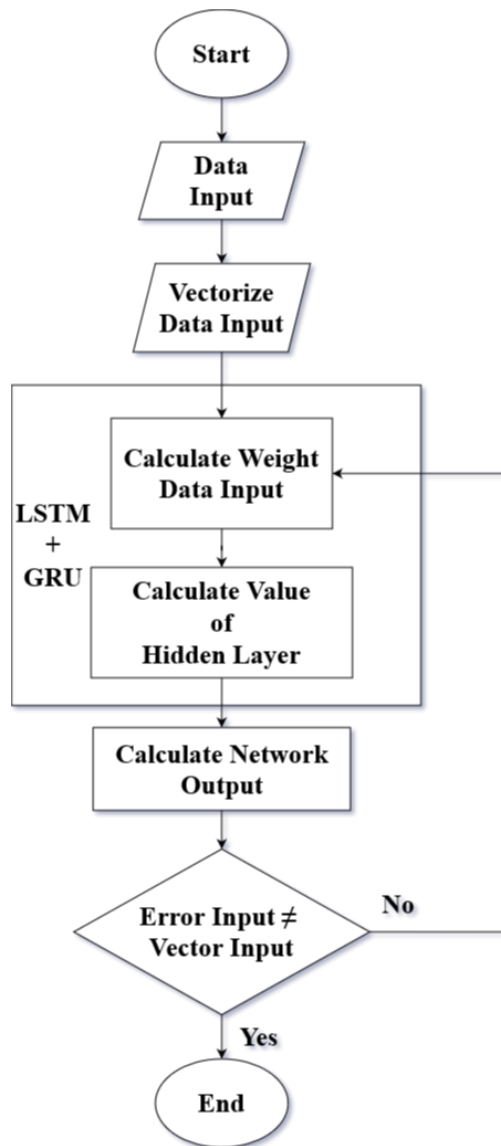 Start
Data
Input
Vectorize
Data Input
Calculate Weight
Data Input
LSTM
+
GRU
Calculate Value
of
Hidden Layer
Calculate Network
Output
Error Input ≠
Vector Input
No
Yes
End